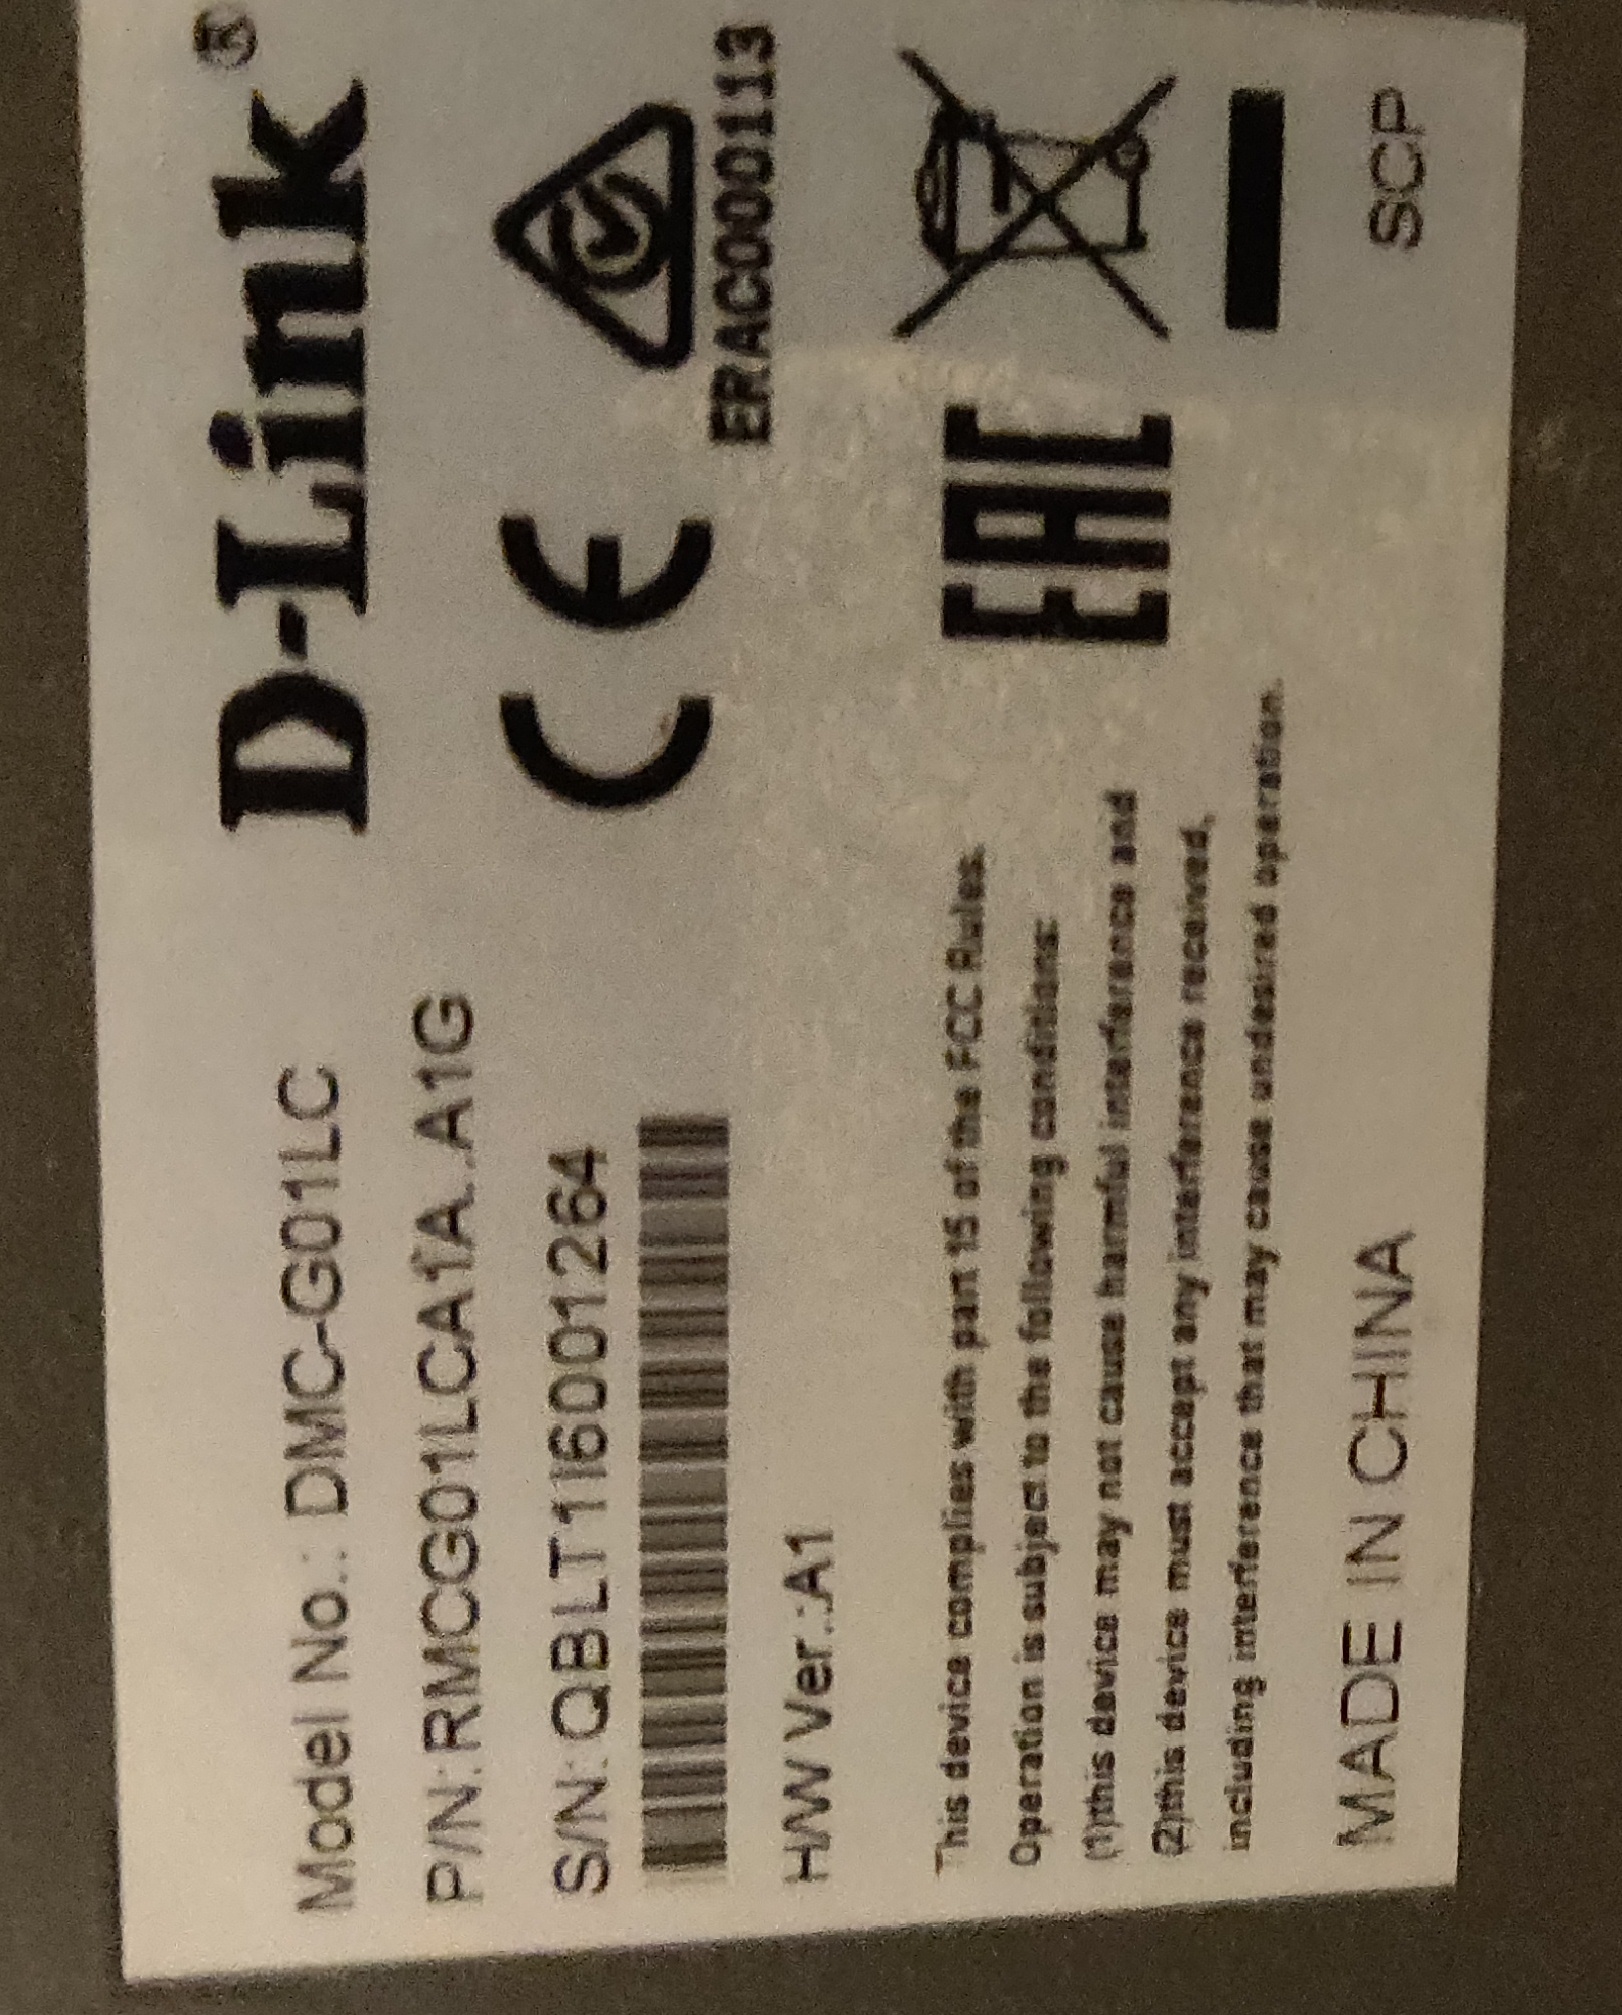 Model No.: DMC-G01LC
D-Link®
P/N:RMCG01LCA1A.A1G
S/N:QBLT1I6001264
CE
ERAC000113
H/W Ver.:A1
This device complies with part 15 of the FCC Rules.
Operation is subject to the following conditions:
(1)this device may not cause harmful interference and
(2)this device must accept any interference received,
including interference that may cause undesired operation.
EAC
MADE IN CHINA
SCP